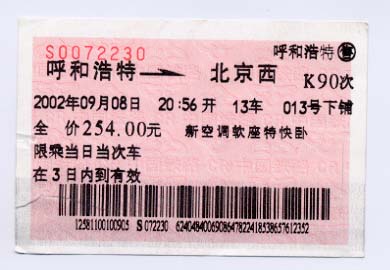 S0072230 呼和浩特 售
呼和浩特 北京西 K90次
2002年09月08日 20:56开 13车 013号下铺
全 价254.00元 新空调软座特快卧
限乘当日当次车
在3日内到有效
12581100100905 S 072230 6240484006908647822418538657612352